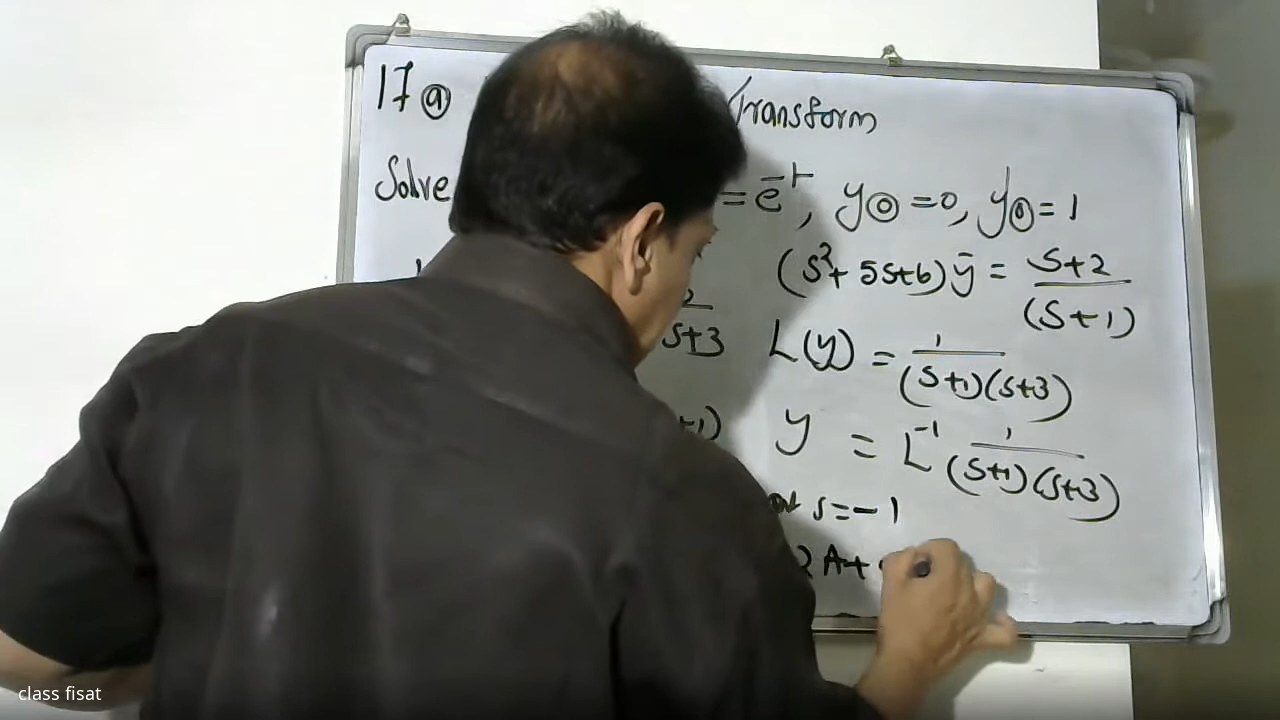 17 (a) Transform
Solve = e^-t, y(0) = 0, y'(0) = 1
(s²+5s+6) ȳ = s+2 / (s+1)
s+3
L(y) = 1 / (s+1)(s+3)
+1)
y = L⁻¹ 1 / (s+1)(s+3)
s = -1
2A+
class fisat